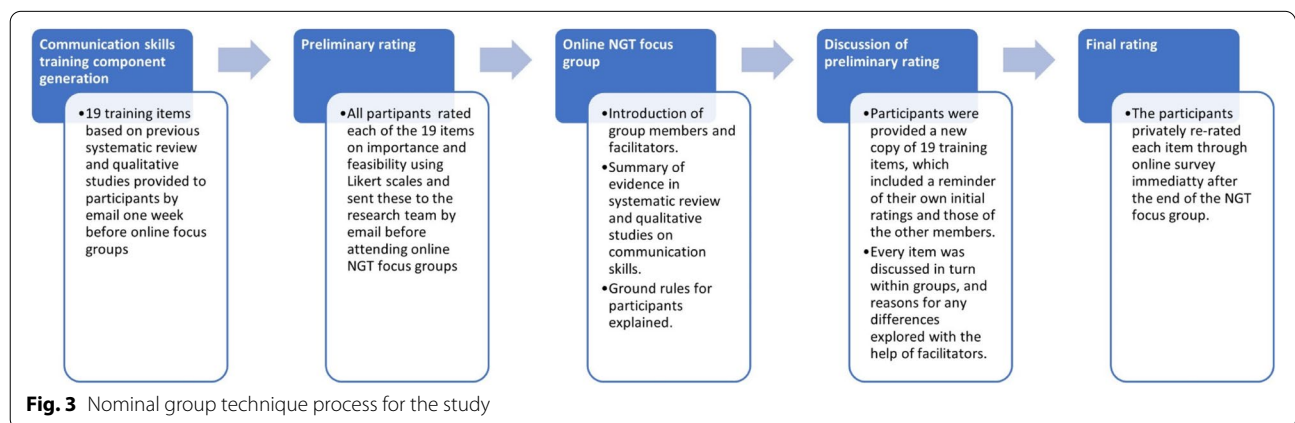 Communication skills
training component
generation
•19 training items
based on previous
systematic review
and qualitative
studies provided to
participants by
email one week
before online focus
groups
Preliminary rating
•All partipants rated
each of the 19 items
on importance and
feasibility using
Likert scales and
sent these to the
research team by
email before
attending online
NGT focus groups
Online NGT focus
group
•Introduction of
group members and
facilitators.
•Summary of
evidence in
systematic review
and qualitative
studies on
communication
skills.
•Ground rules for
participants
explained.
Discussion of
preliminary rating
•Participants were
provided a new
copy of 19 training
items, which
included a reminder
of their own initial
ratings and those of
the other members.
•Every item was
discussed in turn
within groups, and
reasons for any
differences
explored with the
help of facilitators.
Final rating
•The participants
privately re-rated
each item through
online survey
immediatty after
the end of the NGT
focus group.
Fig. 3 Nominal group technique process for the study